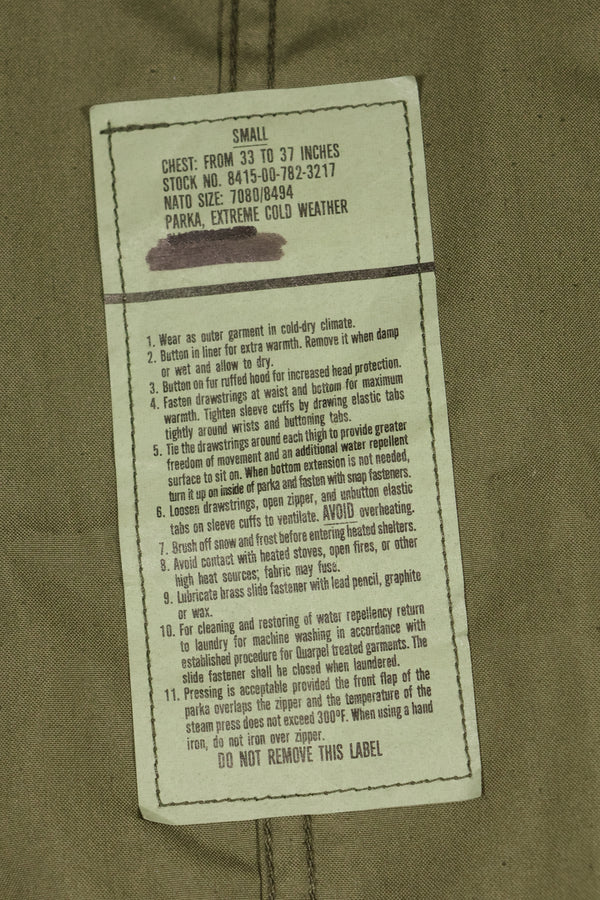 SMALL
CHEST: FROM 33 TO 37 INCHES
STOCK NO. 8415-00-782-3217
NATO SIZE: 7080/8494
PARKA, EXTREME COLD WEATHER
1. Wear as outer garment in cold-dry climate.
2. Button in liner for extra warmth. Remove it when damp
or wet and allow to dry.
3. Button on fur ruffed hood for increased head protection.
4. Fasten drawstrings at waist and bottom for maximum
warmth. Tighten sleeve cuffs by drawing elastic tabs
tightly around wrists and buttoning tabs.
5. Tie the drawstrings around each thigh to provide greater
freedom of movement and an additional water repellent
surface to sit on. When bottom extension is not needed,
turn it up on inside of parka and fasten with snap fasteners.
6. Loosen drawstrings, open zipper, and unbutton elastic
tabs on sleeve cuffs to ventilate. AVOID overheating.
7. Brush off snow and frost before entering heated shelters.
8. Avoid contact with heated stoves, open fires, or other
high heat sources; fabric may fuse.
9. Lubricate brass slide fastener with lead pencil, graphite
or wax.
10. For cleaning and restoring of water repellency return
to laundry for machine washing in accordance with
established procedure for Quarpel treated garments. The
slide fastener shall be closed when laundered.
11. Pressing is acceptable provided the front flap of the
parka overlaps the zipper and the temperature of the
steam press does not exceed 300°F. When using a hand
iron, do not iron over zipper.
DO NOT REMOVE THIS LABEL